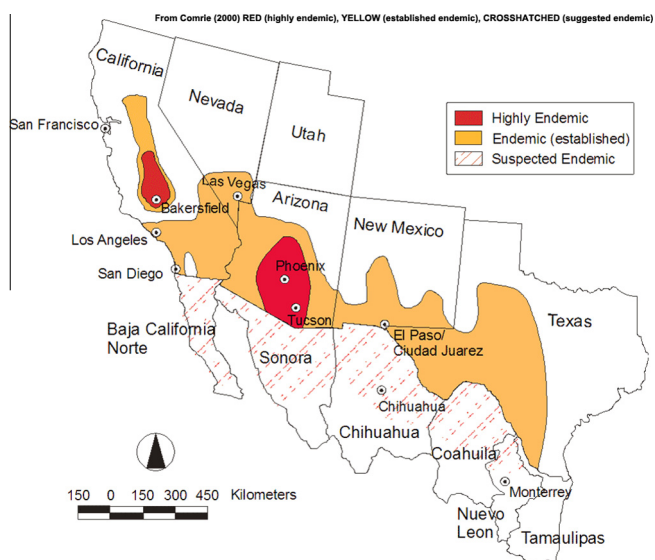 From Comrie (2000) RED (highly endemic), YELLOW (established endemic), CROSSHATCHED (suggested endemic)
California
Nevada
Utah
San Francisco
Highly Endemic
Endemic (established)
Suspected Endemic
Las Vegas
Bakersfield
Arizona
New Mexico
Los Angeles
San Diego
Phoenix
Tucson
Texas
Baja California
Norte
Sonora
El Paso/
Ciudad Juarez
Chihuahua
Chihuahua
Coahuila
Monterrey
Nuevo
Leon
Tamaulipas
150 0 150 300 450 Kilometers